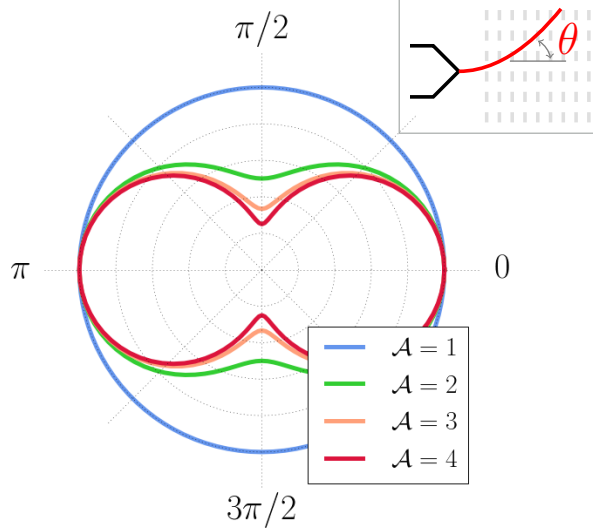 π/2
θ
π
0
𝒜 = 1
𝒜 = 2
𝒜 = 3
𝒜 = 4
3π/2